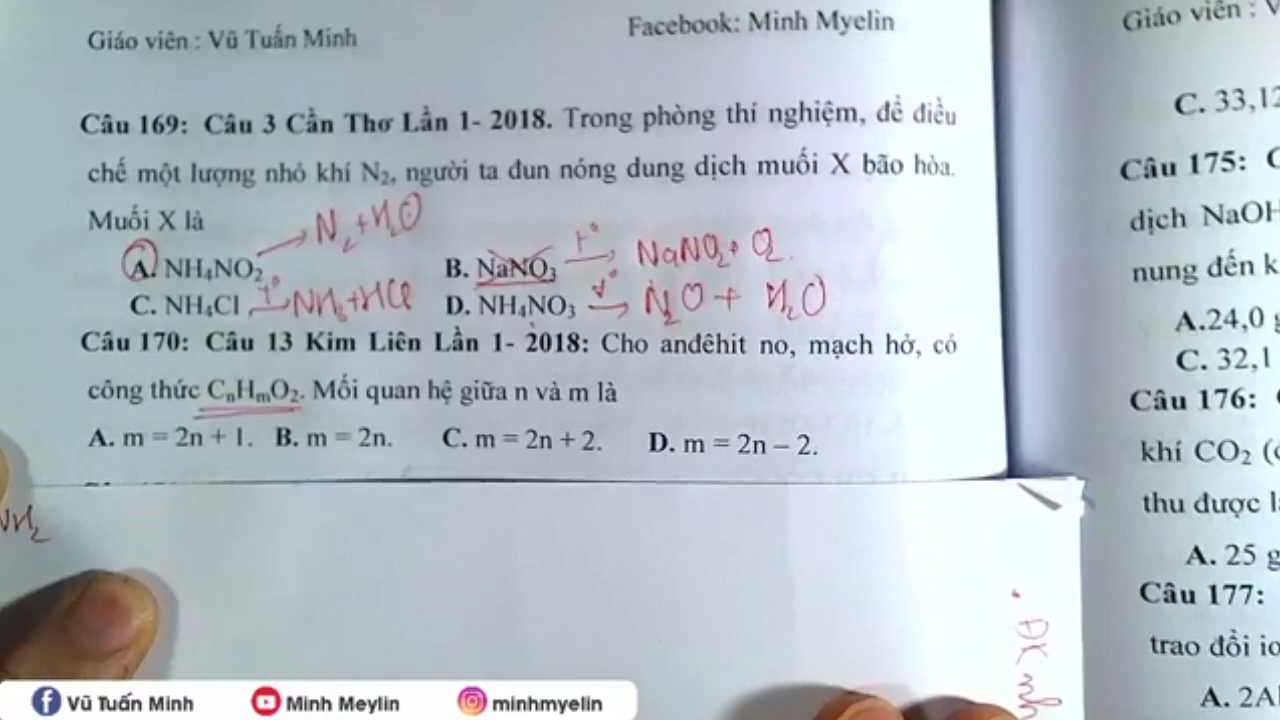 Giáo viên : Vũ Tuấn Minh
Facebook: Minh Myelin
Câu 169: Câu 3 Cần Thơ Lần 1- 2018. Trong phòng thí nghiệm, để điều
chế một lượng nhỏ khí N₂, người ta đun nóng dung dịch muối X bão hòa.
Muối X là
N₂ + H₂O
A. NH₄NO₂
B. NaNO₃ t° NaNO₂ + O₂
C. NH₄Cl t° NH₃ + HCl
D. NH₄NO₃ t° N₂O + H₂O
Câu 170: Câu 13 Kim Liên Lần 1- 2018: Cho anđêhit no, mạch hở, có
công thức CₙHₘO₂. Mối quan hệ giữa n và m là
A. m = 2n + 1. B. m = 2n. C. m = 2n + 2. D. m = 2n – 2.
NH₂
ĐK
Giáo viên : V
C. 33,12
Câu 175:
dịch NaOH
nung đến k
A.24,0 g
C. 32,1
Câu 176:
khí CO₂ (
thu được l
A. 25 g
Câu 177:
trao đổi io
A. 2Al
Vũ Tuấn Minh
Minh Meylin
minhmyelin